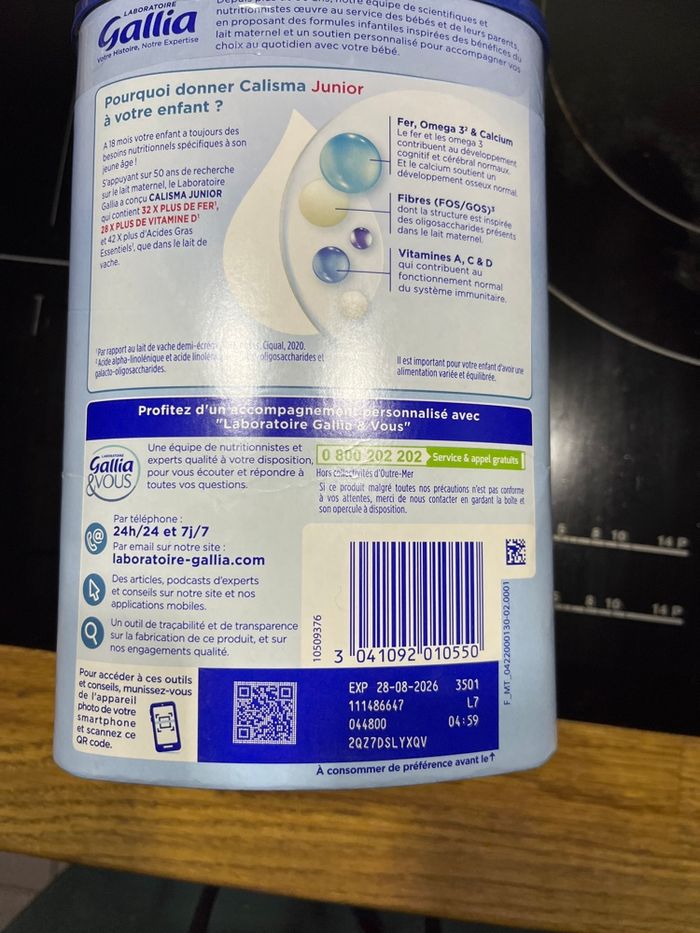 LABORATOIRE
Gallia
Votre Histoire, Notre Expertise
notre équipe de scientifiques et
nutritionnistes œuvre au service des bébés et de leurs parents,
en proposant des formules infantiles inspirées des bénéfices du
lait maternel et un soutien personnalisé pour accompagner vos
choix au quotidien avec votre bébé.
Pourquoi donner Calisma Junior
à votre enfant ?
A 18 mois votre enfant a toujours des
besoins nutritionnels spécifiques à son
jeune âge !
S'appuyant sur 50 ans de recherche
sur le lait maternel, le Laboratoire
Gallia a conçu CALISMA JUNIOR
qui contient 32 X PLUS DE FER¹,
28 X PLUS DE VITAMINE D¹
et 42 X plus d'Acides Gras
Essentiels¹, que dans le lait de
vache.
Fer, Omega 3² & Calcium
Le fer et les omega 3
contribuent au développement
cognitif et cérébral normaux.
Et le calcium soutient un
développement osseux normal.
Fibres (FOS/GOS)³
dont la structure est inspirée
des oligosaccharides présents
dans le lait maternel.
Vitamines A, C & D
qui contribuent au
fonctionnement normal
du système immunitaire.
¹Par rapport au lait de vache demi-écrém Ciqual, 2020.
²Acide alpha-linolénique et acide oligosaccharides et
galacto-oligosaccharides.
Il est important pour votre enfant d'avoir une
alimentation variée et équilibrée.
Profitez d'un accompagnement personnalisé avec
"Laboratoire Gallia & Vous"
LABORATOIRE
Gallia
&VOUS
Une équipe de nutritionnistes et
experts qualité à votre disposition,
pour vous écouter et répondre à
toutes vos questions.
0 800 202 202 Service & appel gratuits
Hors collectivités d'Outre-Mer
Si ce produit malgré toutes nos précautions n'est pas conforme
à vos attentes, merci de nous contacter en gardant la boîte et
son opercule à disposition.
Par téléphone :
24h/24 et 7j/7
Par email sur notre site :
laboratoire-gallia.com
Des articles, podcasts d'experts
et conseils sur notre site et nos
applications mobiles.
Un outil de traçabilité et de transparence
sur la fabrication de ce produit, et sur
nos engagements qualité.
10509376
3 041092 010550
F_MT_0422000130-02.0001
Pour accéder à ces outils
et conseils, munissez-vous
de l'appareil
photo de votre
smartphone
et scannez ce
QR code.
EXP 28-08-2026 3501
111486647 L7
044800 04:59
2QZ7DSLYXQV
À consommer de préférence avant le↑
8 10 14 P
8 10 14 P